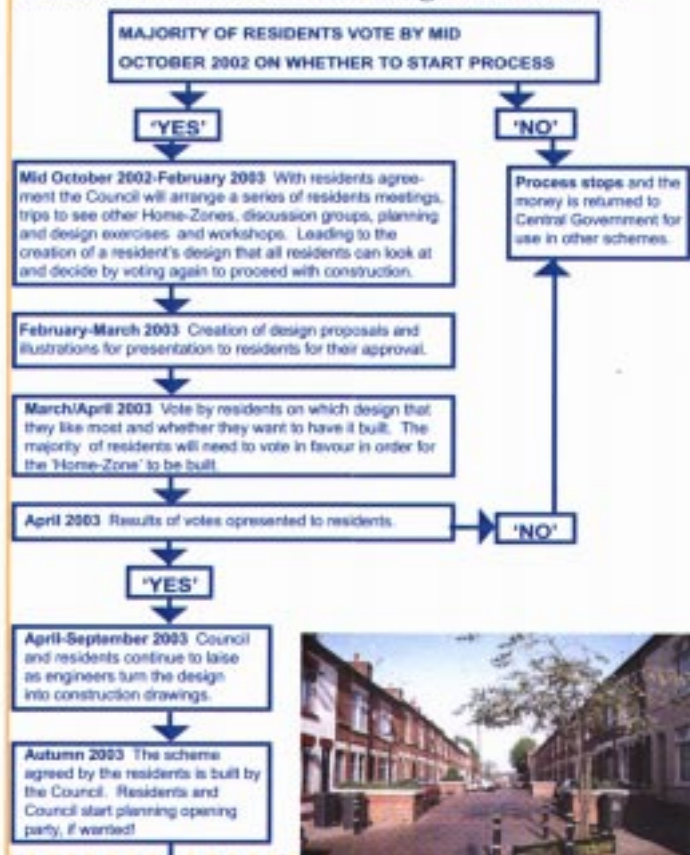 MAJORITY OF RESIDENTS VOTE BY MID
OCTOBER 2002 ON WHETHER TO START PROCESS
'YES'
'NO'
Mid October 2002-February 2003 With residents agree-
ment the Council will arrange a series of residents meetings,
trips to see other Home-Zones, discussion groups, planning
and design exercises and workshops. Leading to the
creation of a resident's design that all residents can look at
and decide by voting again to proceed with construction.
Process stops and the
money is returned to
Central Government for
use in other schemes.
February-March 2003 Creation of design proposals and
illustrations for presentation to residents for their approval.
March/April 2003 Vote by residents on which design that
they like most and whether they want to have it built. The
majority of residents will need to vote in favour in order for
the 'Home-Zone' to be built.
April 2003 Results of votes opresented to residents.
'NO'
'YES'
April-September 2003 Council
and residents continue to laise
as engineers turn the design
into construction drawings.
Autumn 2003 The scheme
agreed by the residents is built by
the Council. Residents and
Council start planning opening
party, if wanted!